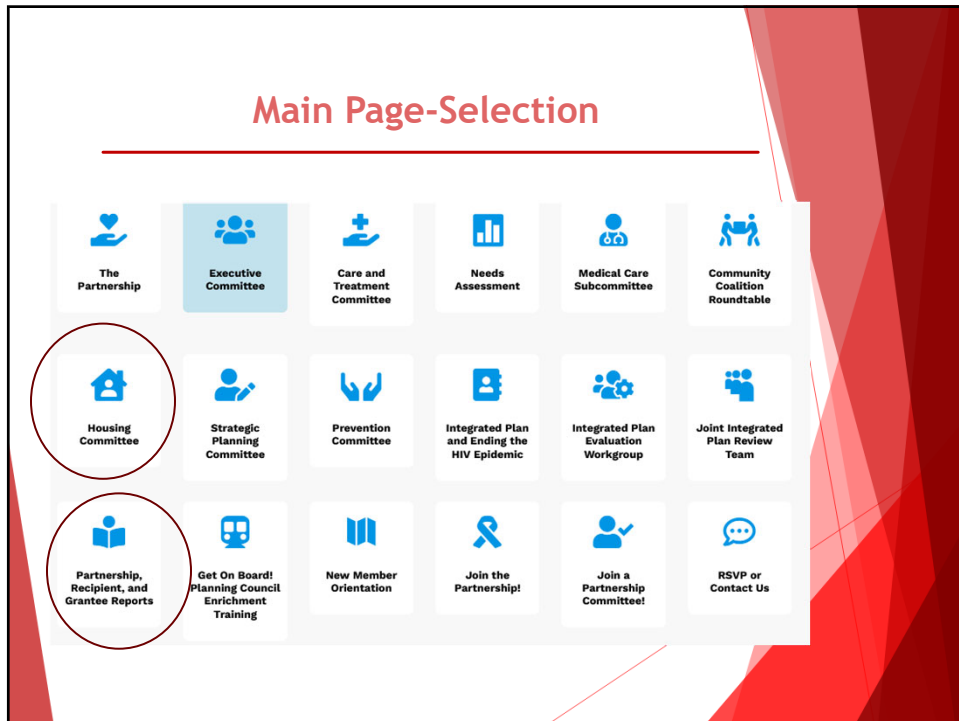 Main Page-Selection
The
Partnership
Executive
Committee
Care and
Treatment
Committee
Needs
Assessment
Medical Care
Subcommittee
Community
Coalition
Roundtable
Housing
Committee
Strategic
Planning
Committee
Prevention
Committee
Integrated Plan
and Ending the
HIV Epidemic
Integrated Plan
Evaluation
Workgroup
Joint Integrated
Plan Review
Team
Partnership,
Recipient, and
Grantee Reports
Get On Board!
Planning Council
Enrichment
Training
New Member
Orientation
Join the
Partnership!
Join a
Partnership
Committee!
RSVP or
Contact Us